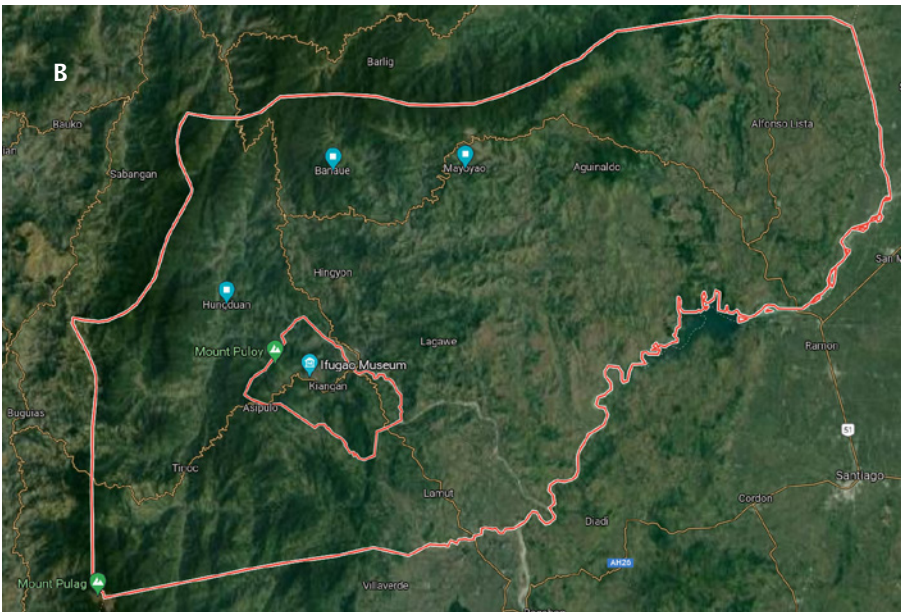 Barlig
B
Alfonso Lista
Bauko
Banaue
Mayoyao
Aguinaldo
Sabangan
San M
Hingyon
Hungduan
Lagawe
Ramon
Mount Puloy
Ifugao Museum
Kiangan
Asipulo
Buguias
51
Tinoc
Santiago
Lamut
Cordon
Diadi
AH26
Mount Pulag
Villaverde